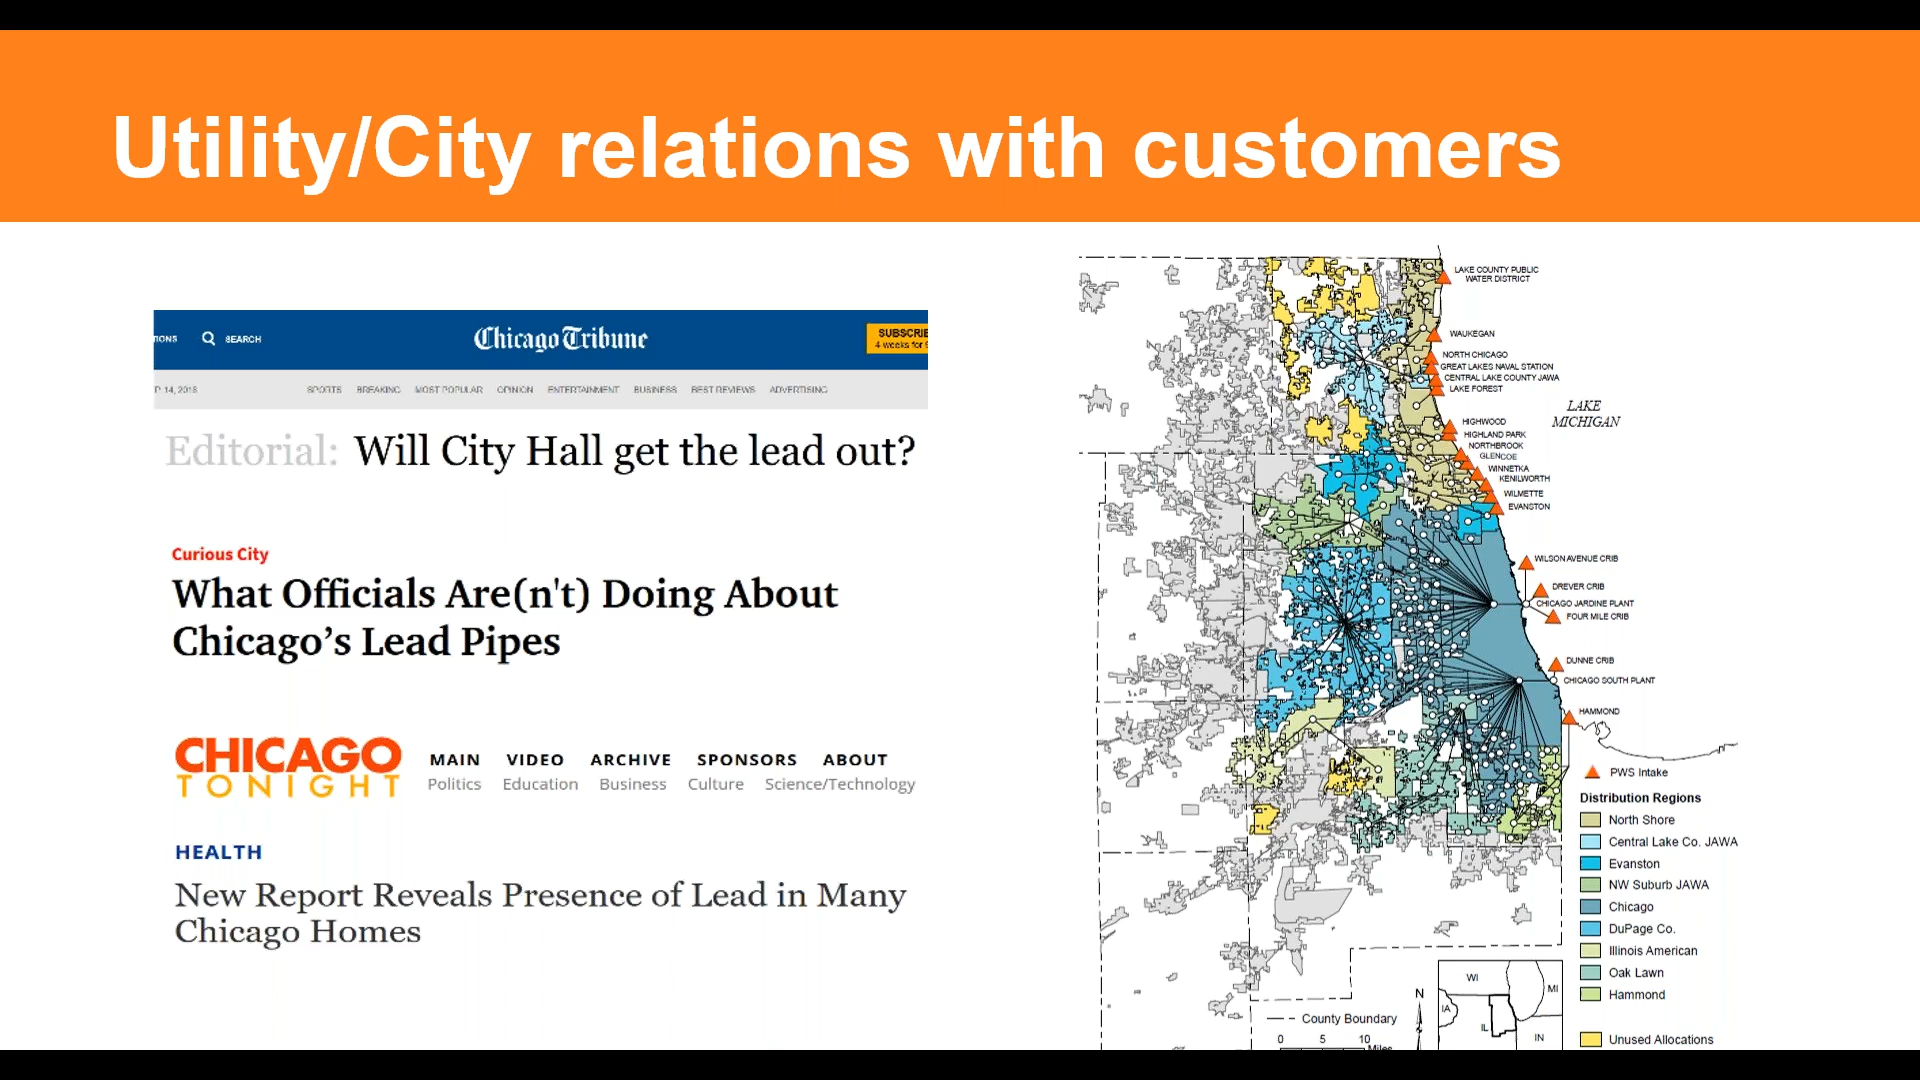 Utility/City relations with customers
SEARCH
Chicago Tribune
4 weeks for
14, 2018
SPORTS BREAKING MOST POPULAR OPINION ENTERTAINMENT BUSINESS BEST REVIEWS ADVERTISING
Editorial: Will City Hall get the lead out?
Curious City
What Officials Are(n't) Doing About
Chicago's Lead Pipes
CHICAGO
TONIGHT
MAIN VIDEO ARCHIVE SPONSORS ABOUT
Politics Education Business Culture Science/Technology
HEALTH
New Report Reveals Presence of Lead in Many
Chicago Homes
LAKE COUNTY PUBLIC
WATER DISTRICT
WAUKEGAN
NORTH CHICAGO
GREAT LAKES NAVAL STATION
CENTRAL LAKE COUNTY JAWA
LAKE FOREST
LAKE
MICHIGAN
HIGHWOOD
HIGHLAND PARK
NORTHBROOK
GLENCOE
WINNETKA
KENILWORTH
WILMETTE
EVANSTON
WILSON AVENUE CRIB
DREVER CRIB
CHICAGO JARDINE PLANT
FOUR MILE CRIB
DUNNE CRIB
CHICAGO SOUTH PLANT
HAMMOND
PWS Intake
Distribution Regions
North Shore
Central Lake Co. JAWA
Evanston
NW Suburb JAWA
Chicago
DuPage Co.
Illinois American
Oak Lawn
Hammond
Unused Allocations
WI
MI
IA
IL
IN
N
County Boundary
0 5 10
Miles